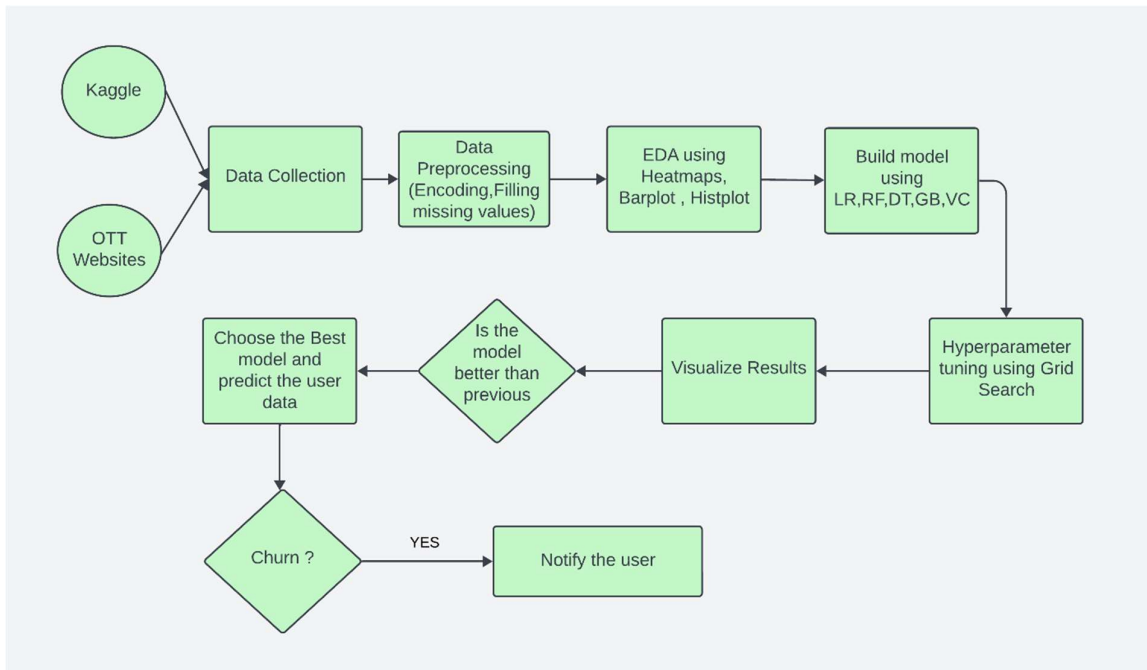 Kaggle
OTT
Websites
Data Collection
Data
Preprocessing
(Encoding,Filling
missing values)
EDA using
Heatmaps,
Barplot , Histplot
Build model
using
LR,RF,DT,GB,VC
Choose the Best
model and
predict the user
data
Is the
model
better than
previous
Visualize Results
Hyperparameter
tuning using Grid
Search
Churn ?
YES
Notify the user